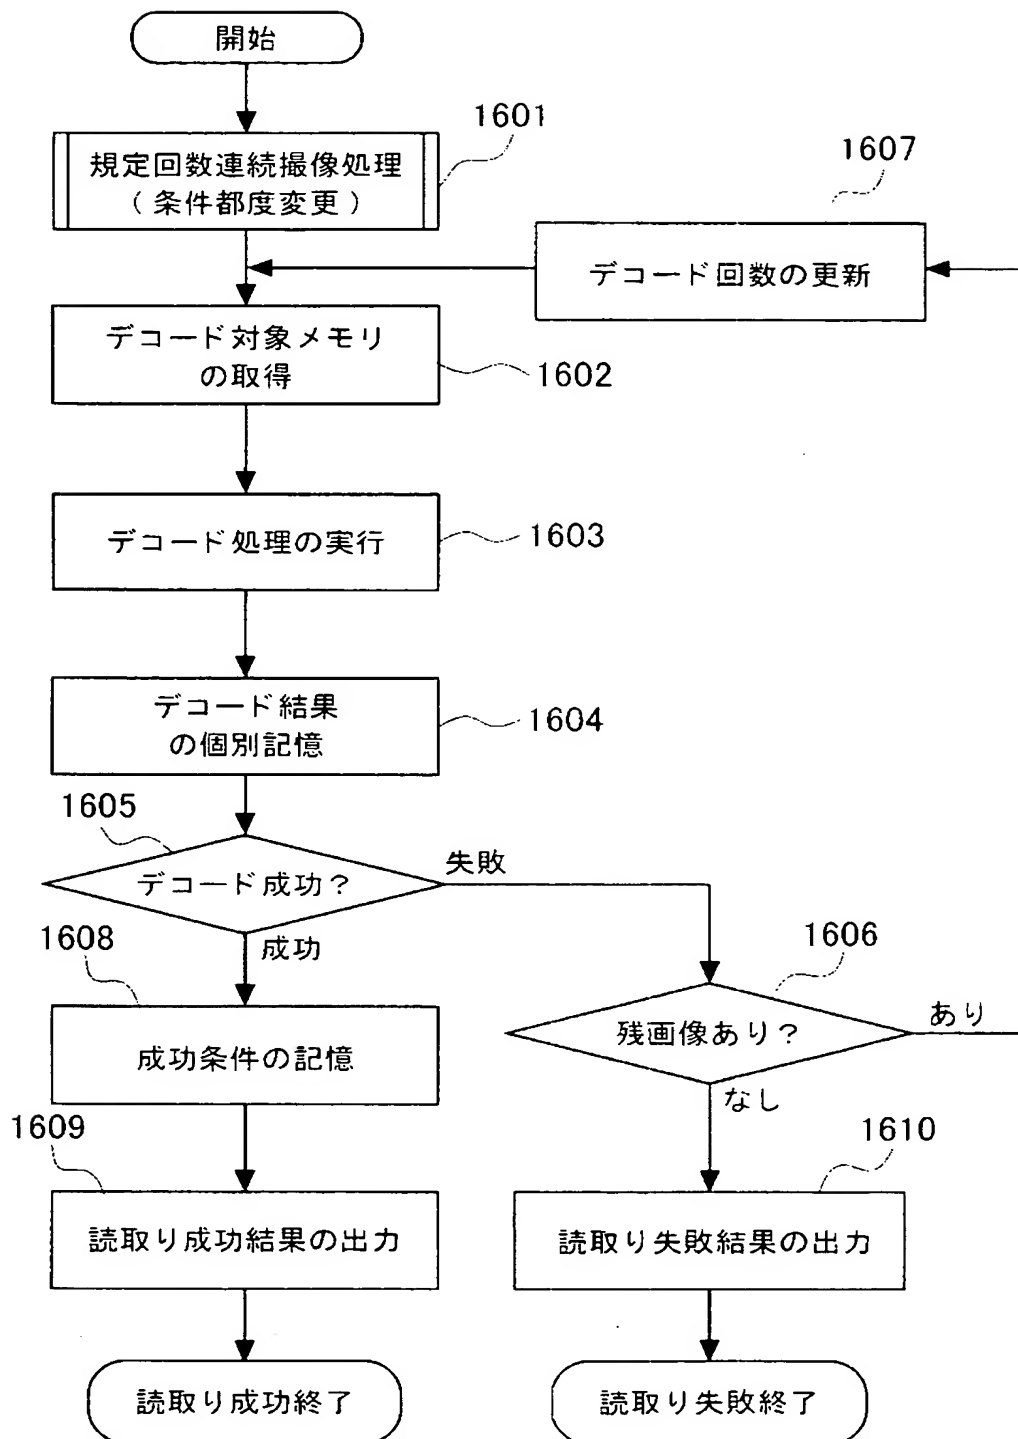 開始
1601
規定回数連続撮像処理
(条件都度変更)
1607
デコード回数の更新
デコード対象メモリ
の取得
1602
デコード処理の実行
1603
デコード結果
の個別記憶
1604
1605
デコード成功?
失敗
成功
1608
1606
残画像あり?
あり
成功条件の記憶
なし
1609
1610
読取り成功結果の出力
読取り失敗結果の出力
読取り成功終了
読取り失敗終了